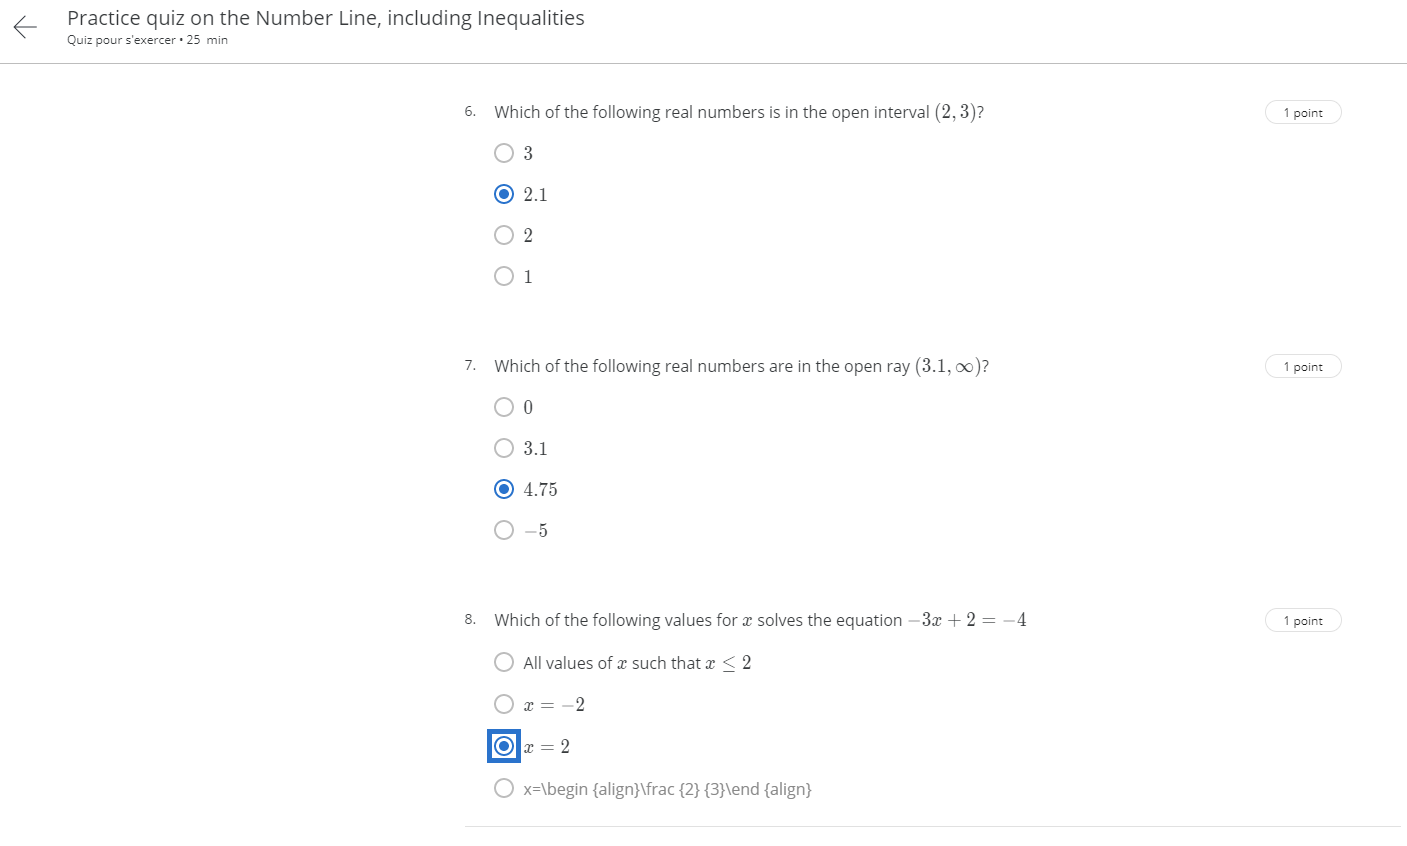 Practice quiz on the Number Line, including Inequalities
Quiz pour s'exercer • 25 min
6. Which of the following real numbers is in the open interval (2, 3)? 1 point
3
2.1
2
1
7. Which of the following real numbers are in the open ray (3.1, ∞)? 1 point
0
3.1
4.75
−5
8. Which of the following values for x solves the equation −3x + 2 = −4 1 point
All values of x such that x ≤ 2
x = −2
x = 2
x=\begin {align}\frac {2} {3}\end {align}